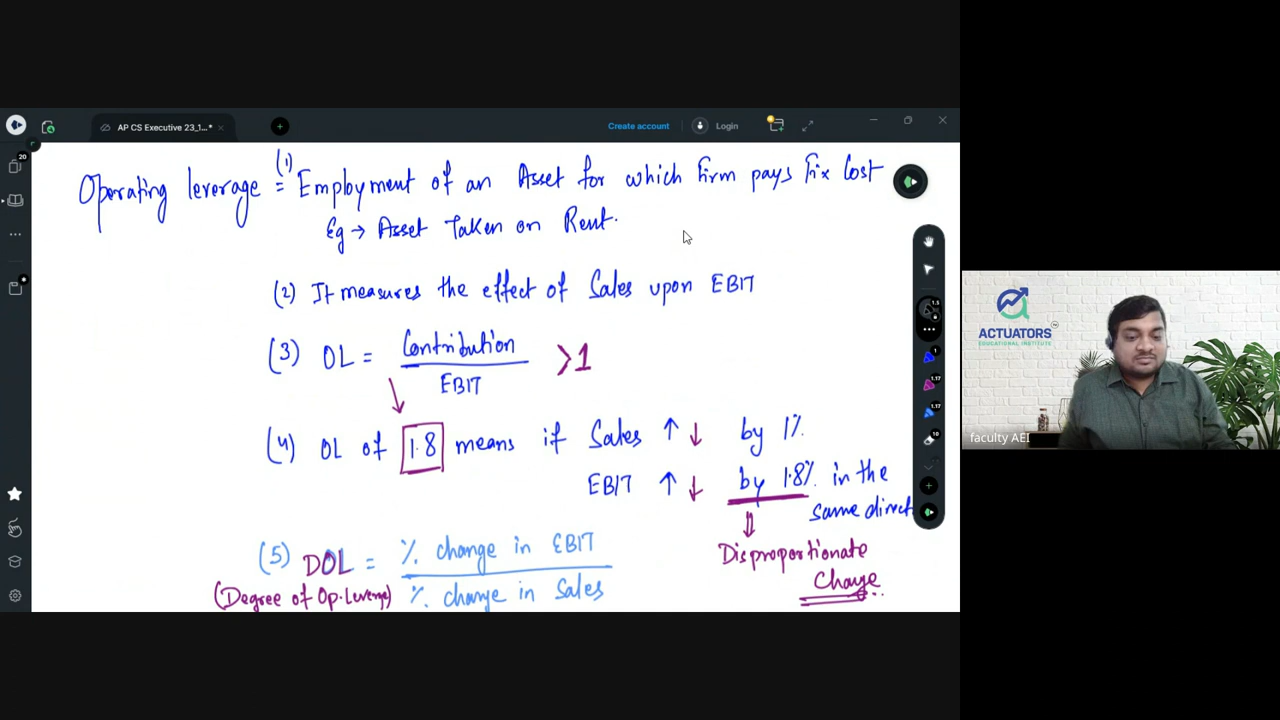 AP CS Executive 23_1...*
Create account
Login
20
Operating leverage = (1) Employment of an Asset for which Firm pays Fix Cost
Eg → Asset Taken on Rent.
(2) It measures the effect of Sales upon EBIT
(3) OL = Contribution / EBIT >1
(4) OL of 1.8 means if Sales ↑ ↓ by 1%
EBIT ↑ ↓ by 1.8% in the
same direct
Disproportionate
Change
(5) DOL = % change in EBIT / % change in Sales
(Degree of Op. Leverage)
ACTUATORS
EDUCATIONAL INSTITUTE
faculty AEI